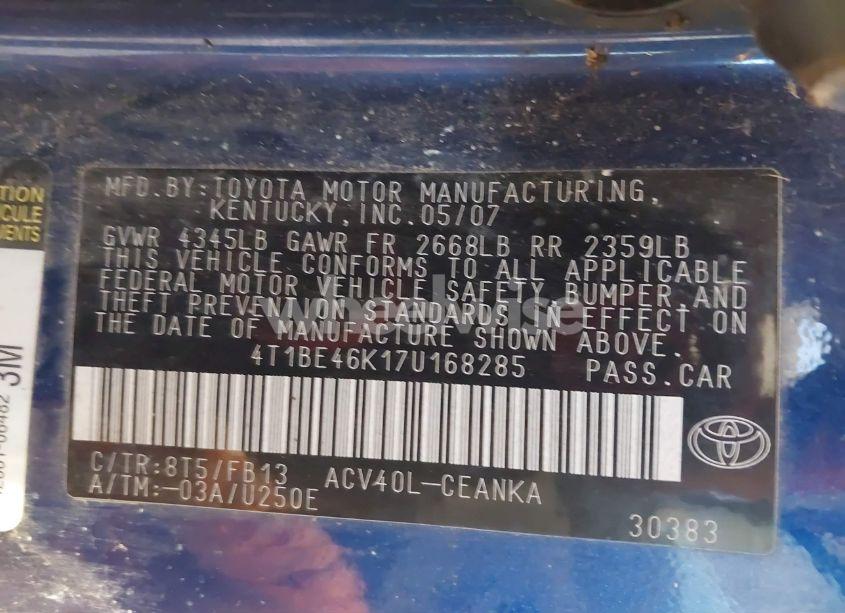 MFD.BY:TOYOTA MOTOR MANUFACTURING,
KENTUCKY,INC.05/07
GVWR 4345LB GAWR FR 2668LB RR 2359LB
THIS VEHICLE CONFORMS TO ALL APPLICABLE
FEDERAL MOTOR VEHICLE SAFETY BUMPER AND
THEFT PREVENTION STANDARDS IN EFFECT ON
THE DATE OF MANUFACTURE SHOWN ABOVE.
4T1BE46K17U168285 PASS.CAR
C/TR:8T5/FB13 ACV40L-CEANKA
A/TM:-03A/U250E
30383
3M